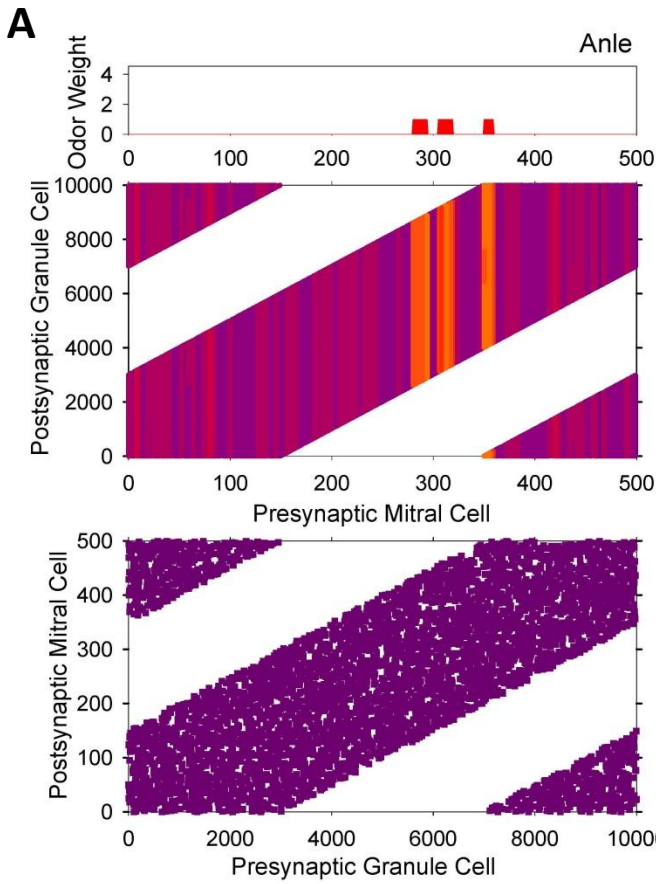 A
Anle
Odor Weight
4
2
0
0 100 200 300 400 500
Postsynaptic Granule Cell
10000
8000
6000
4000
2000
0
0 100 200 300 400 500
Presynaptic Mitral Cell
Postsynaptic Mitral Cell
500
400
300
200
100
0
0 2000 4000 6000 8000 1000
Presynaptic Granule Cell